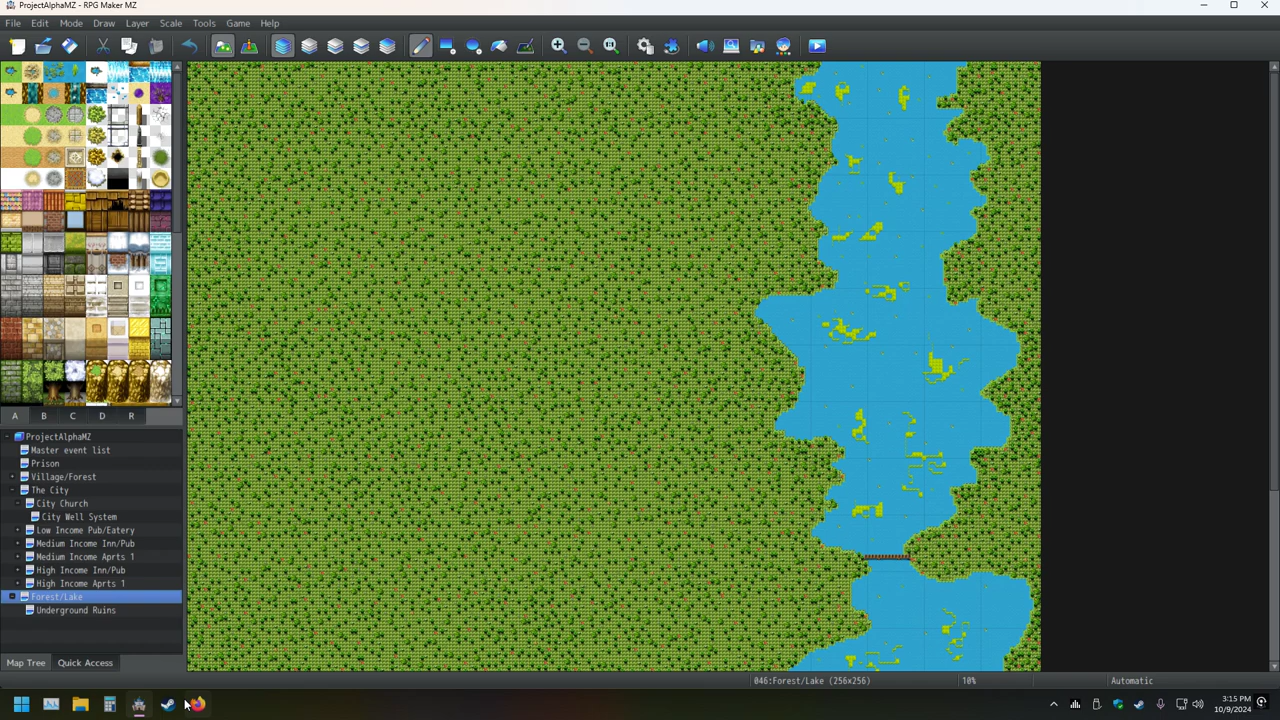 ProjectAlphaMZ - RPG Maker MZ
File Edit Mode Draw Layer Scale Tools Game Help
A B C D R
ProjectAlphaMZ
Master event list
Prison
Village/Forest
The City
City Church
City Well System
Low Income Pub/Eatery
Medium Income Inn/Pub
Medium Income Aprts 1
High Income Inn/Pub
High Income Aprts 1
Forest/Lake
Underground Ruins
Map Tree Quick Access
046:Forest/Lake (256x256) 10% Automatic
3:15 PM
10/9/2024